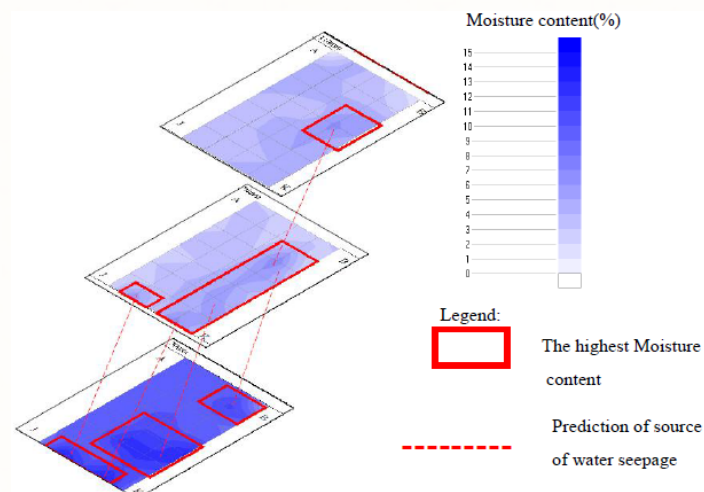 Moisture content(%)
15
14
13
12
11
10
9
8
7
6
5
4
3
2
1
0
A
J
A
J
D
A
J
Legend:
The highest Moisture
content
Prediction of source
of water seepage